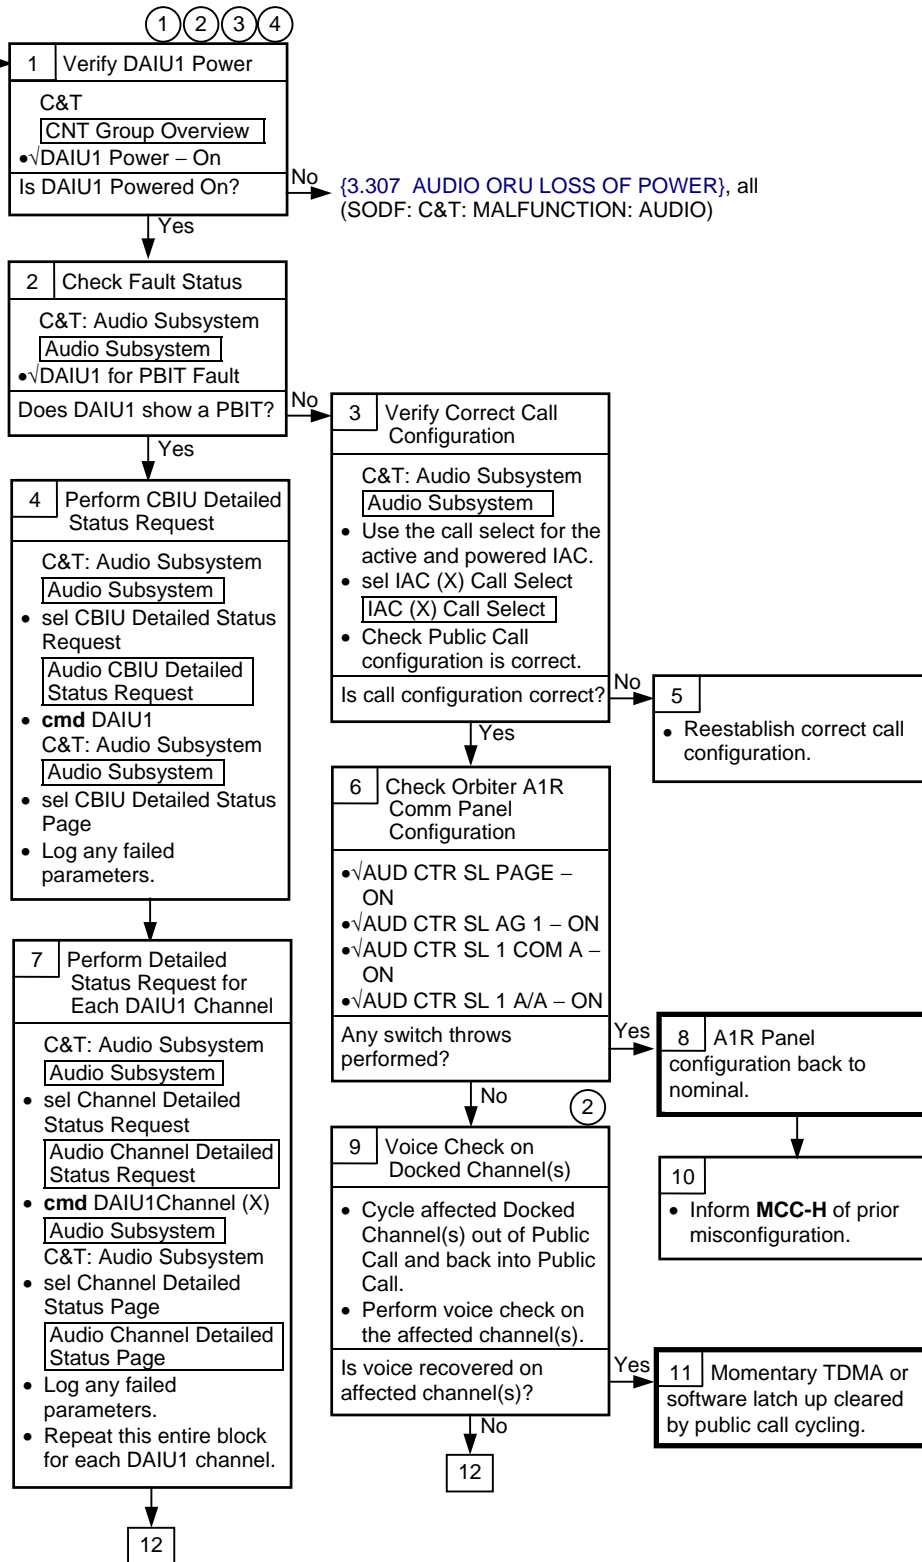 1 2 3 4
1 Verify DAIU1 Power
C&T
CNT Group Overview
•√DAIU1 Power – On
Is DAIU1 Powered On?
No
{3.307 AUDIO ORU LOSS OF POWER}, all
(SODF: C&T: MALFUNCTION: AUDIO)
Yes
2 Check Fault Status
C&T: Audio Subsystem
Audio Subsystem
•√DAIU1 for PBIT Fault
Does DAIU1 show a PBIT?
No
Yes
3 Verify Correct Call
Configuration
C&T: Audio Subsystem
Audio Subsystem
• Use the call select for the
active and powered IAC.
• sel IAC (X) Call Select
IAC (X) Call Select
• Check Public Call
configuration is correct.
Is call configuration correct?
No
Yes
4 Perform CBIU Detailed
Status Request
C&T: Audio Subsystem
Audio Subsystem
• sel CBIU Detailed Status
Request
Audio CBIU Detailed
Status Request
• cmd DAIU1
C&T: Audio Subsystem
Audio Subsystem
• sel CBIU Detailed Status
Page
• Log any failed
parameters.
5
• Reestablish correct call
configuration.
6 Check Orbiter A1R
Comm Panel
Configuration
•√AUD CTR SL PAGE –
ON
•√AUD CTR SL AG 1 – ON
•√AUD CTR SL 1 COM A –
ON
•√AUD CTR SL 1 A/A – ON
Any switch throws
performed?
Yes
No
7 Perform Detailed
Status Request for
Each DAIU1 Channel
C&T: Audio Subsystem
Audio Subsystem
• sel Channel Detailed
Status Request
Audio Channel Detailed
Status Request
• cmd DAIU1Channel (X)
Audio Subsystem
C&T: Audio Subsystem
• sel Channel Detailed
Status Page
Audio Channel Detailed
Status Page
• Log any failed
parameters.
• Repeat this entire block
for each DAIU1 channel.
12
8 A1R Panel
configuration back to
nominal.
2
9 Voice Check on
Docked Channel(s)
• Cycle affected Docked
Channel(s) out of Public
Call and back into Public
Call.
• Perform voice check on
the affected channel(s).
Is voice recovered on
affected channel(s)?
Yes
No
12
10
• Inform MCC-H of prior
misconfiguration.
11 Momentary TDMA or
software latch up cleared
by public call cycling.